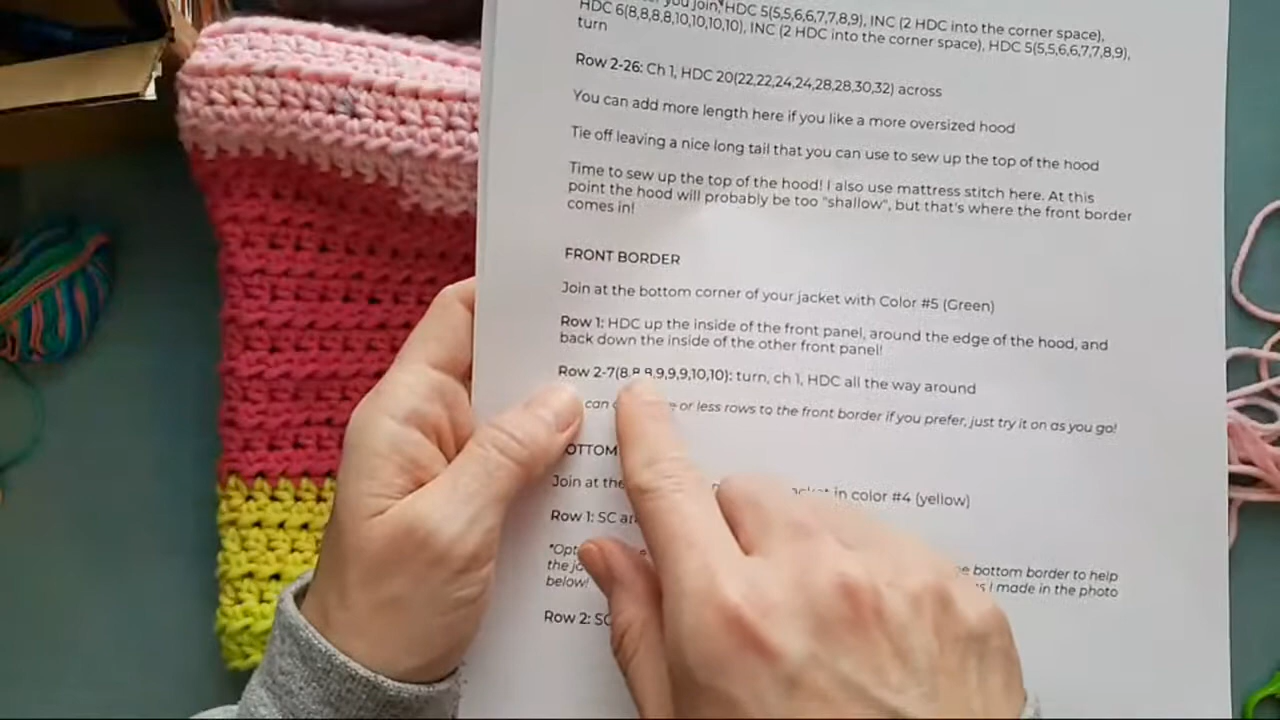 you join, HDC 5(5,5,6,6,7,7,8,9), INC (2 HDC into the corner space),
HDC 6(8,8,8,8,10,10,10,10), INC (2 HDC into the corner space), HDC 5(5,5,6,6,7,7,8,9),
turn
Row 2-26: Ch 1, HDC 20(22,22,24,24,28,28,30,32) across
You can add more length here if you like a more oversized hood
Tie off leaving a nice long tail that you can use to sew up the top of the hood
Time to sew up the top of the hood! I also use mattress stitch here. At this
point the hood will probably be too "shallow", but that's where the front border
comes in!
FRONT BORDER
Join at the bottom corner of your jacket with Color #5 (Green)
Row 1: HDC up the inside of the front panel, around the edge of the hood, and
back down the inside of the other front panel!
Row 2-7(8,8,8,9,9,9,10,10): turn, ch 1, HDC all the way around
can or less rows to the front border if you prefer, just try it on as you go!
Join at the in color #4 (yellow)
Row 1: SC
bottom border to help
I made in the photo
below!
Row 2: